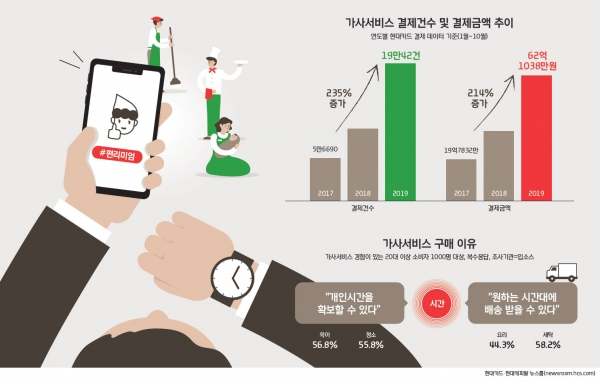 가사서비스 결제건수 및 결제금액 추이
연도별 현대카드 결제 데이터 기준(1월~10월)
19만42건
235%
증가
5만6690
2017
2018
2019
결제건수
62억
1038만원
214%
증가
19억7832만
2017
2018
2019
결제금액
#편리미엄
가사서비스 구매 이유
가사서비스 경험이 있는 20대 이상 소비자 1000명 대상, 복수응답, 조사기관=입소스
"개인시간을
확보할 수 있다"
시간
"원하는 시간대에
배송 받을 수 있다"
육아
56.8%
청소
55.8%
요리
44.3%
세탁
58.2%
현대카드·현대캐피탈 뉴스룸(newsroom.hcs.com)